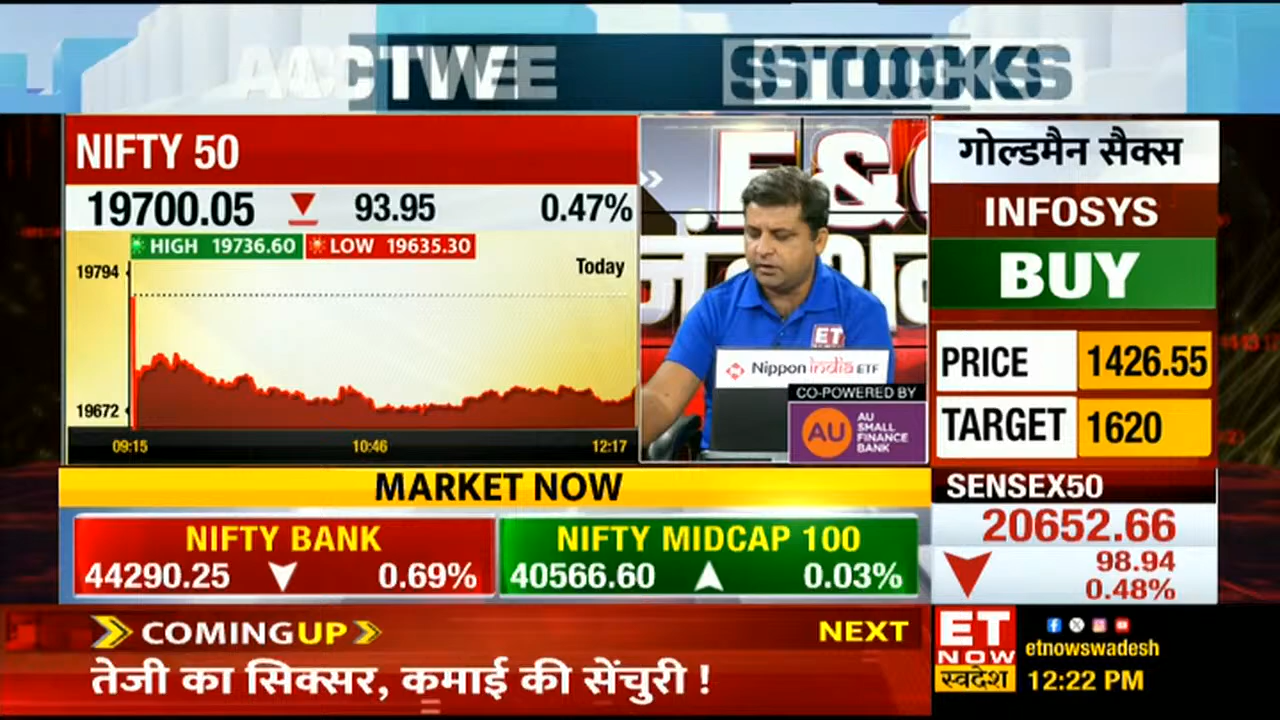 NIFTY 50
19700.05 93.95 0.47%
HIGH 19736.60 LOW 19635.30
Today
19794
19672
09:15 10:46 12:17
E&
ET
Nippon india ETF
CO-POWERED BY
AU
AU
SMALL
FINANCE
BANK
गोल्डमैन सैक्स
INFOSYS
BUY
PRICE 1426.55
TARGET 1620
SENSEX50
20652.66
98.94
0.48%
MARKET NOW
NIFTY BANK
44290.25 0.69%
NIFTY MIDCAP 100
40566.60 0.03%
COMING UP NEXT
तेजी का सिक्सर, कमाई की सेंचुरी !
ET
NOW
स्वदेश
etnowswadesh
12:22 PM